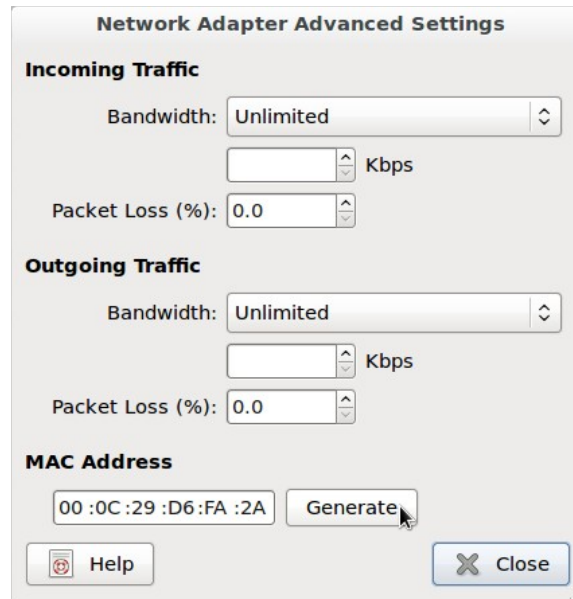 Network Adapter Advanced Settings
Incoming Traffic
Bandwidth: Unlimited
Kbps
Packet Loss (%): 0.0
Outgoing Traffic
Bandwidth: Unlimited
Kbps
Packet Loss (%): 0.0
MAC Address
00 :0C :29 :D6 :FA :2A Generate
Help Close